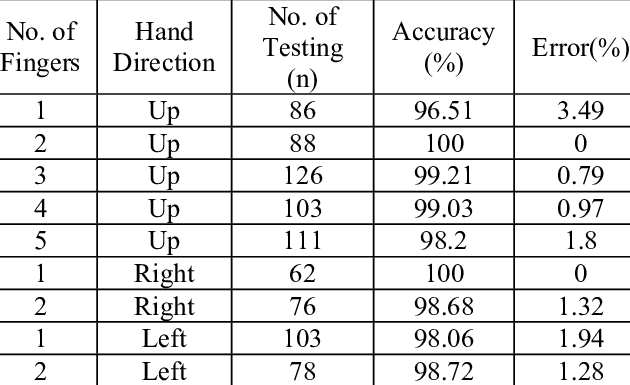 No. of Fingers Hand Direction No. of Testing (n) Accuracy (%) Error(%)
1 Up 86 96.51 3.49
2 Up 88 100 0
3 Up 126 99.21 0.79
4 Up 103 99.03 0.97
5 Up 111 98.2 1.8
1 Right 62 100 0
2 Right 76 98.68 1.32
1 Left 103 98.06 1.94
2 Left 78 98.72 1.28